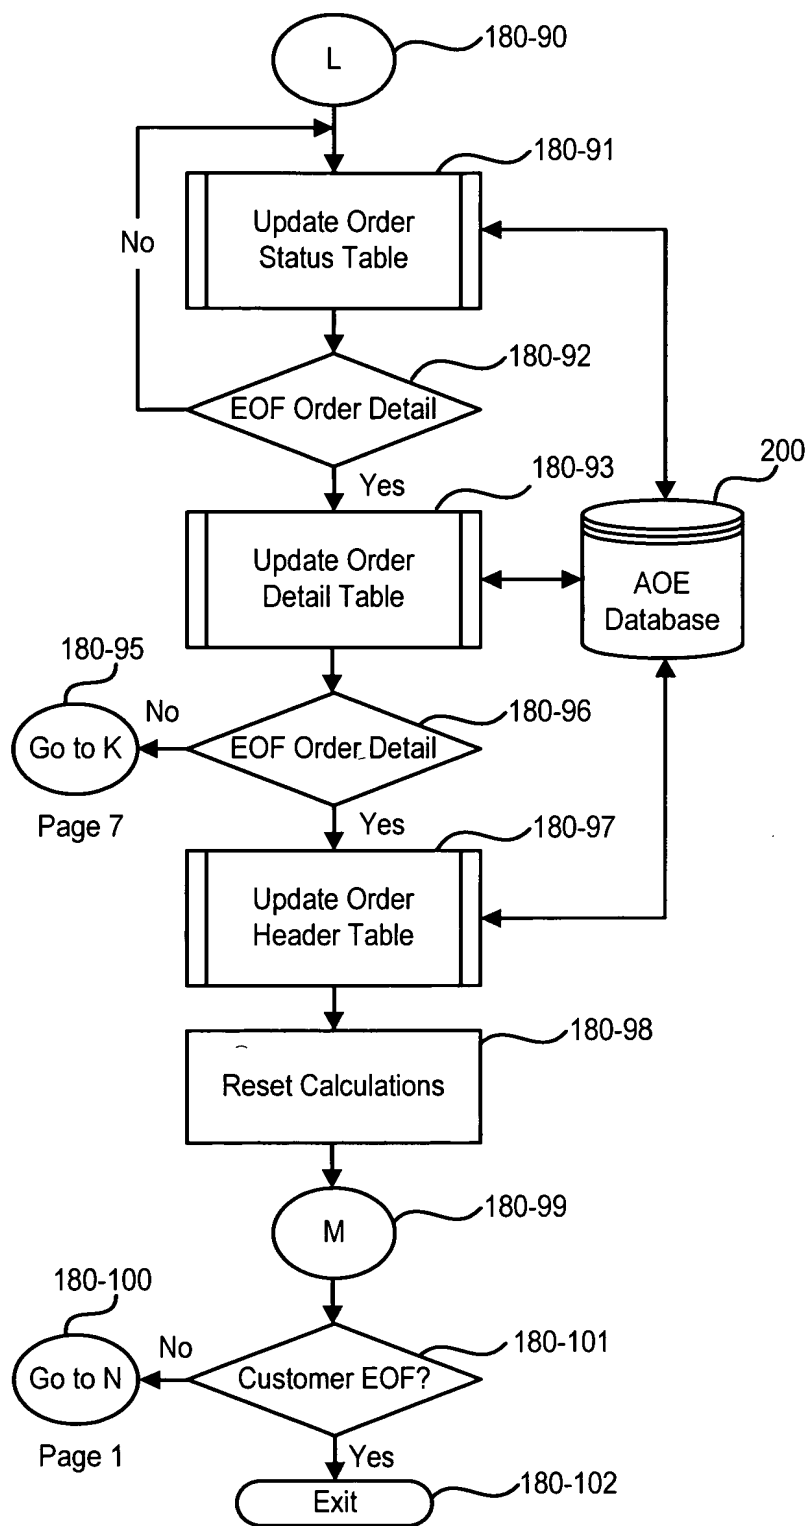 L
180-90
180-91
Update Order
Status Table
No
180-92
EOF Order Detail
Yes
180-93
200
Update Order
Detail Table
AOE
Database
180-95
No
180-96
Go to K
EOF Order Detail
Page 7
Yes
180-97
Update Order
Header Table
180-98
Reset Calculations
M
180-99
180-100
No
180-101
Go to N
Customer EOF?
Page 1
Yes
Exit
180-102